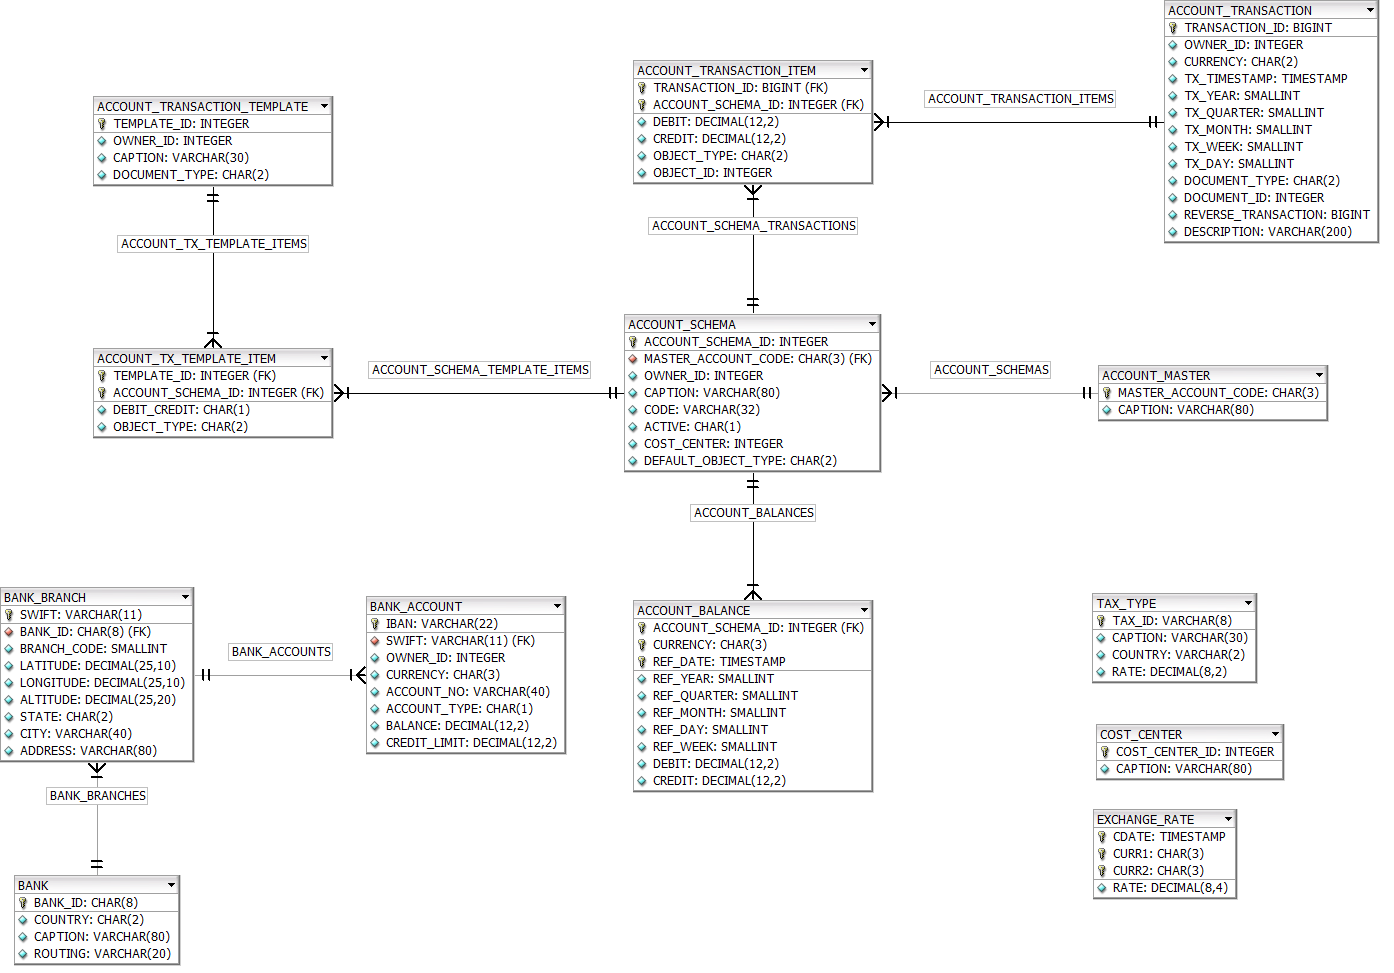 ACCOUNT_TRANSACTION
TRANSACTION_ID: BIGINT
OWNER_ID: INTEGER
CURRENCY: CHAR(2)
TX_TIMESTAMP: TIMESTAMP
TX_YEAR: SMALLINT
TX_QUARTER: SMALLINT
TX_MONTH: SMALLINT
TX_WEEK: SMALLINT
TX_DAY: SMALLINT
DOCUMENT_TYPE: CHAR(2)
DOCUMENT_ID: INTEGER
REVERSE_TRANSACTION: BIGINT
DESCRIPTION: VARCHAR(200)
ACCOUNT_TRANSACTION_ITEM
TRANSACTION_ID: BIGINT (FK)
ACCOUNT_SCHEMA_ID: INTEGER (FK)
DEBIT: DECIMAL(12,2)
CREDIT: DECIMAL(12,2)
OBJECT_TYPE: CHAR(2)
OBJECT_ID: INTEGER
ACCOUNT_TRANSACTION_ITEMS
ACCOUNT_TRANSACTION_TEMPLATE
TEMPLATE_ID: INTEGER
OWNER_ID: INTEGER
CAPTION: VARCHAR(30)
DOCUMENT_TYPE: CHAR(2)
ACCOUNT_TX_TEMPLATE_ITEMS
ACCOUNT_SCHEMA_TRANSACTIONS
ACCOUNT_TX_TEMPLATE_ITEM
TEMPLATE_ID: INTEGER (FK)
ACCOUNT_SCHEMA_ID: INTEGER (FK)
DEBIT_CREDIT: CHAR(1)
OBJECT_TYPE: CHAR(2)
ACCOUNT_SCHEMA_TEMPLATE_ITEMS
ACCOUNT_SCHEMA
ACCOUNT_SCHEMA_ID: INTEGER
MASTER_ACCOUNT_CODE: CHAR(3) (FK)
OWNER_ID: INTEGER
CAPTION: VARCHAR(80)
CODE: VARCHAR(32)
ACTIVE: CHAR(1)
COST_CENTER: INTEGER
DEFAULT_OBJECT_TYPE: CHAR(2)
ACCOUNT_SCHEMAS
ACCOUNT_MASTER
MASTER_ACCOUNT_CODE: CHAR(3)
CAPTION: VARCHAR(80)
ACCOUNT_BALANCES
BANK_BRANCH
SWIFT: VARCHAR(11)
BANK_ID: CHAR(8) (FK)
BRANCH_CODE: SMALLINT
LATITUDE: DECIMAL(25,10)
LONGITUDE: DECIMAL(25,10)
ALTITUDE: DECIMAL(25,20)
STATE: CHAR(2)
CITY: VARCHAR(40)
ADDRESS: VARCHAR(80)
BANK_ACCOUNTS
BANK_ACCOUNT
IBAN: VARCHAR(22)
SWIFT: VARCHAR(11) (FK)
OWNER_ID: INTEGER
CURRENCY: CHAR(3)
ACCOUNT_NO: VARCHAR(40)
ACCOUNT_TYPE: CHAR(1)
BALANCE: DECIMAL(12,2)
CREDIT_LIMIT: DECIMAL(12,2)
ACCOUNT_BALANCE
ACCOUNT_SCHEMA_ID: INTEGER (FK)
CURRENCY: CHAR(3)
REF_DATE: TIMESTAMP
REF_YEAR: SMALLINT
REF_QUARTER: SMALLINT
REF_MONTH: SMALLINT
REF_DAY: SMALLINT
REF_WEEK: SMALLINT
DEBIT: DECIMAL(12,2)
CREDIT: DECIMAL(12,2)
TAX_TYPE
TAX_ID: VARCHAR(8)
CAPTION: VARCHAR(30)
COUNTRY: VARCHAR(2)
RATE: DECIMAL(8,2)
COST_CENTER
COST_CENTER_ID: INTEGER
CAPTION: VARCHAR(80)
EXCHANGE_RATE
CDATE: TIMESTAMP
CURR1: CHAR(3)
CURR2: CHAR(3)
RATE: DECIMAL(8,4)
BANK_BRANCHES
BANK
BANK_ID: CHAR(8)
COUNTRY: CHAR(2)
CAPTION: VARCHAR(80)
ROUTING: VARCHAR(20)